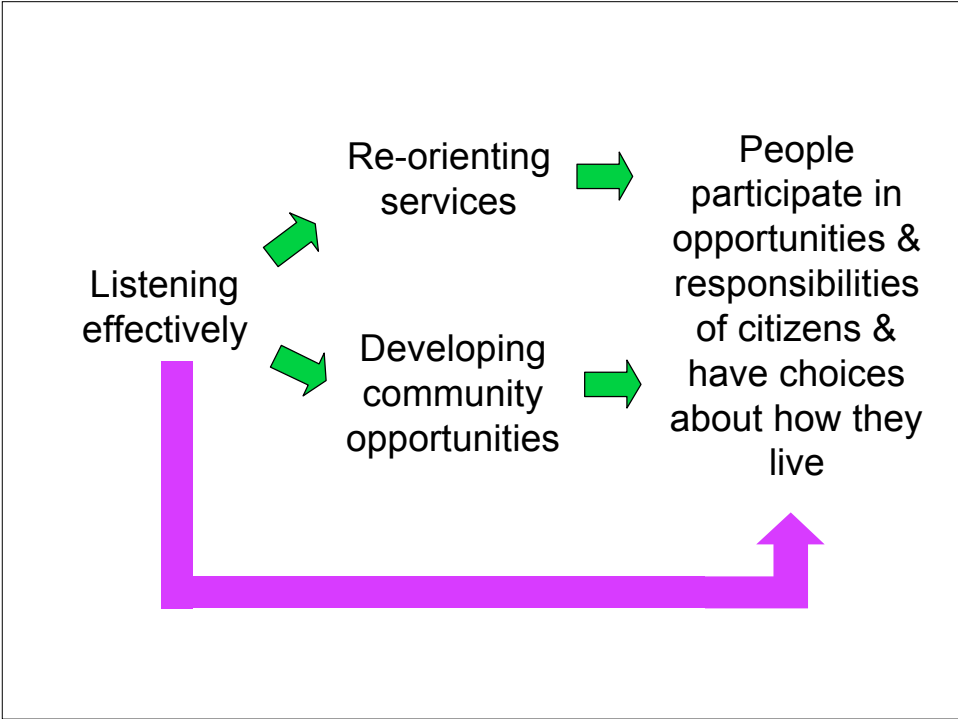 Listening
effectively
Re-orienting
services
Developing
community
opportunities
People
participate in
opportunities &
responsibilities
of citizens &
have choices
about how they
live